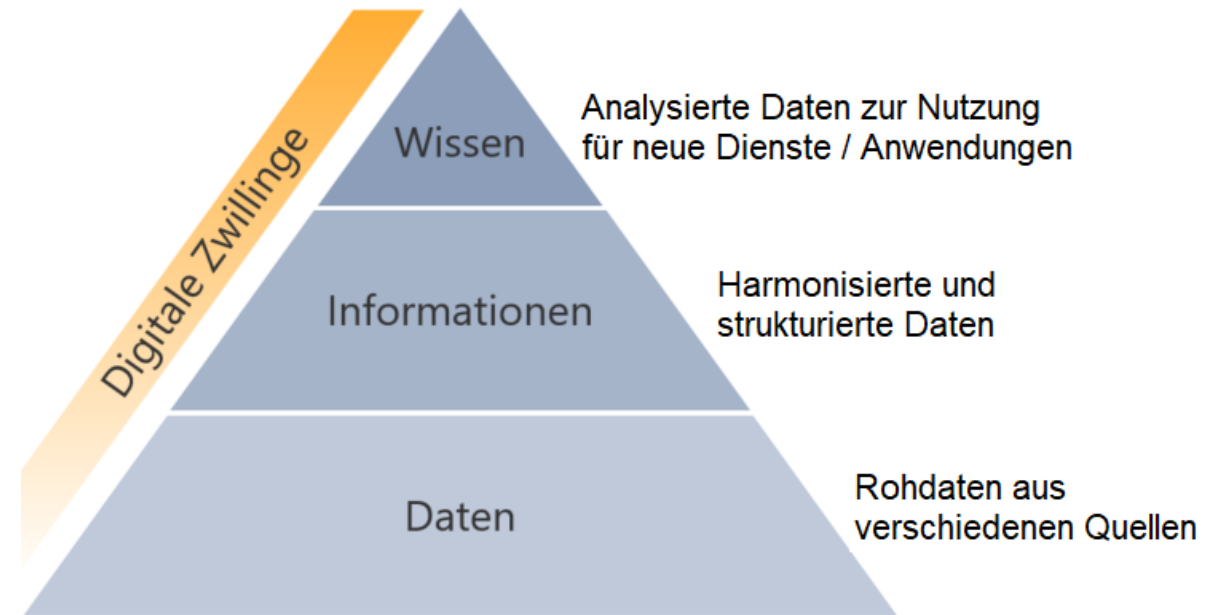 Digitale Zwillinge
Wissen
Analysierte Daten zur Nutzung
für neue Dienste / Anwendungen
Informationen
Harmonisierte und
strukturierte Daten
Daten
Rohdaten aus
verschiedenen Quellen